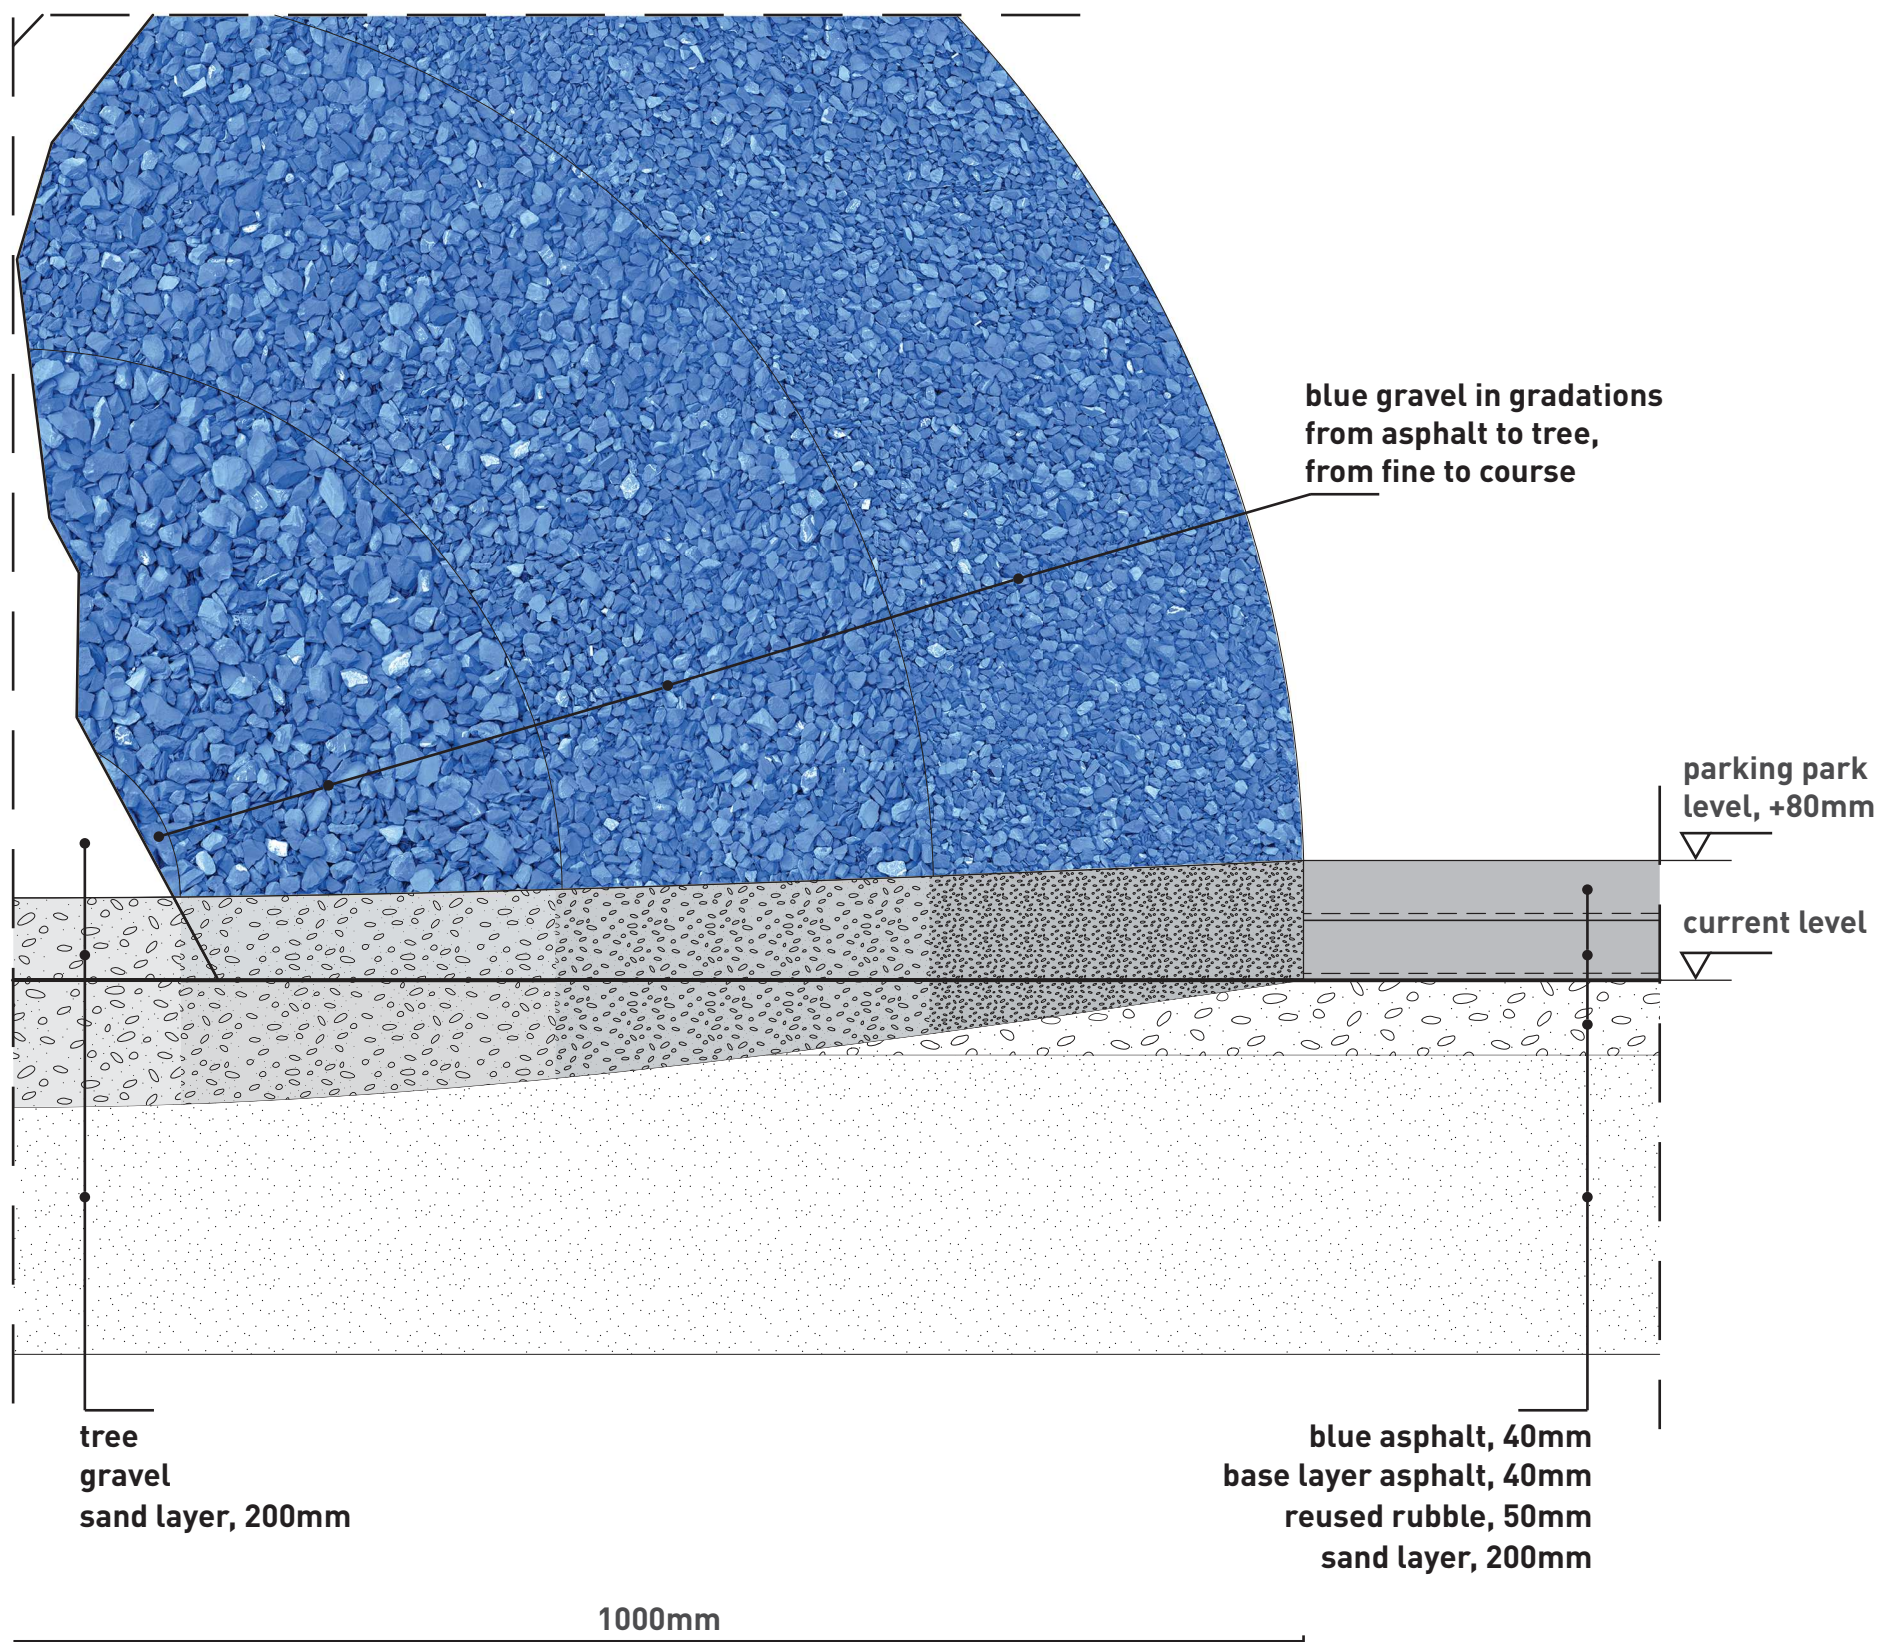 blue gravel in gradations
from asphalt to tree,
from fine to course
parking park
level, +80mm
current level
tree
gravel
sand layer, 200mm
blue asphalt, 40mm
base layer asphalt, 40mm
reused rubble, 50mm
sand layer, 200mm
1000mm